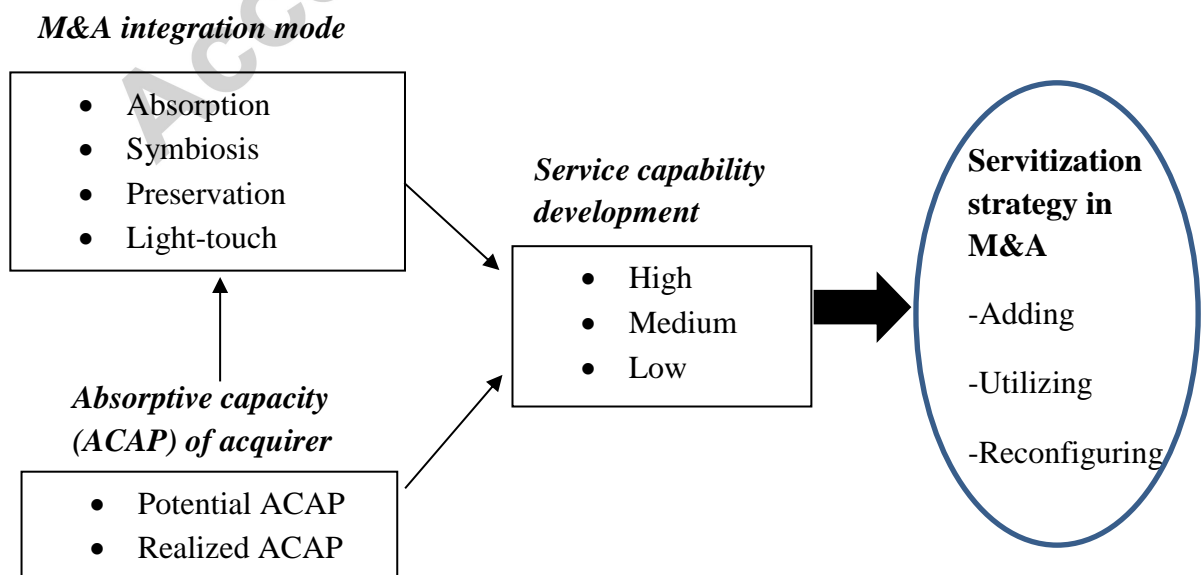 M&A integration mode
• Absorption
• Symbiosis
• Preservation
• Light-touch
Service capability
development
• High
• Medium
• Low
Servitization
strategy in
M&A
-Adding
-Utilizing
-Reconfiguring
Absorptive capacity
(ACAP) of acquirer
• Potential ACAP
• Realized ACAP